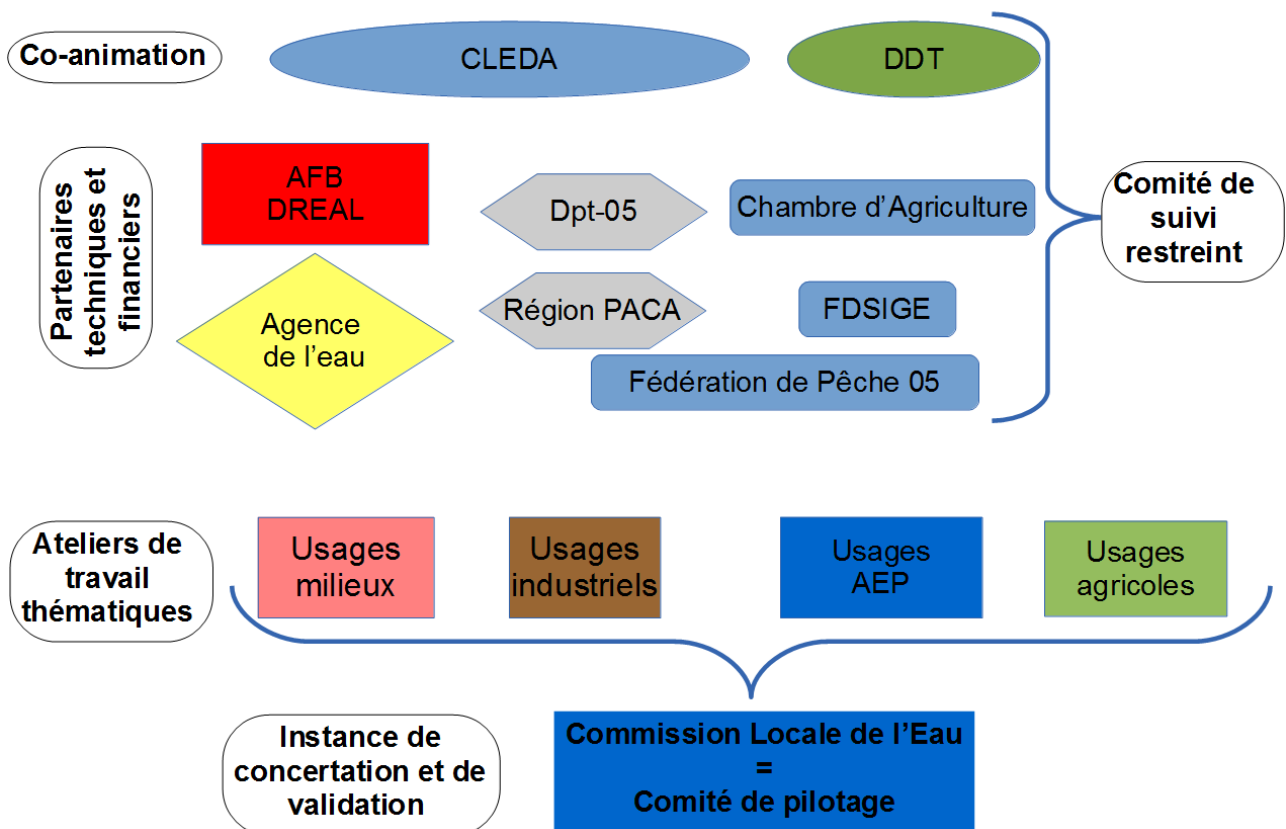 Co-animation
CLEDA
DDT
Partenaires
techniques et
financiers
AFB
DREAL
Dpt-05
Chambre d’Agriculture
Comité de
suivi
restreint
Agence
de l’eau
Région PACA
FDSIGE
Fédération de Pêche 05
Ateliers de
travail
thématiques
Usages
milieux
Usages
industriels
Usages
AEP
Usages
agricoles
Instance de
concertation et de
validation
Commission Locale de l’Eau
=
Comité de pilotage